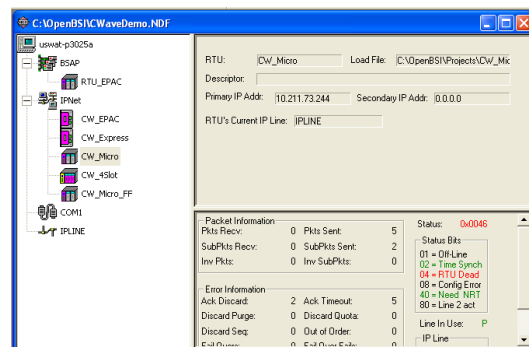 C:\OpenBSI\CWaveDemo.NDF
uswat-p3025a
BSAP
RTU_EPAC
IPNet
CW_EPAC
CW_Express
CW_Micro
CW_4Slot
CW_Micro_FF
COM1
IPLINE
RTU: CW_Micro Load File: C:\OpenBSI\Projects\CW_Mic
Descriptor:
Primary IP Addr: 10.211.73.244 Secondary IP Addr: 0.0.0.0
RTU's Current IP Line: IPLINE
Packet Information
Pkts Recv: 0 Pkts Sent: 5
SubPkts Recv: 0 SubPkts Sent: 2
Inv Pkts: 0 Inv SubPkts: 0
Error Information
Ack Discard: 2 Ack Timeout: 5
Discard Purge: 0 Discard Quota: 0
Discard Seq: 0 Out of Order: 0
Status: 0x0046
Status Bits
01 = Off-Line
02 = Time Synch
04 = RTU Dead
08 = Config Error
40 = Need NRT
80 = Line 2 act
Line In Use: P
IP Line